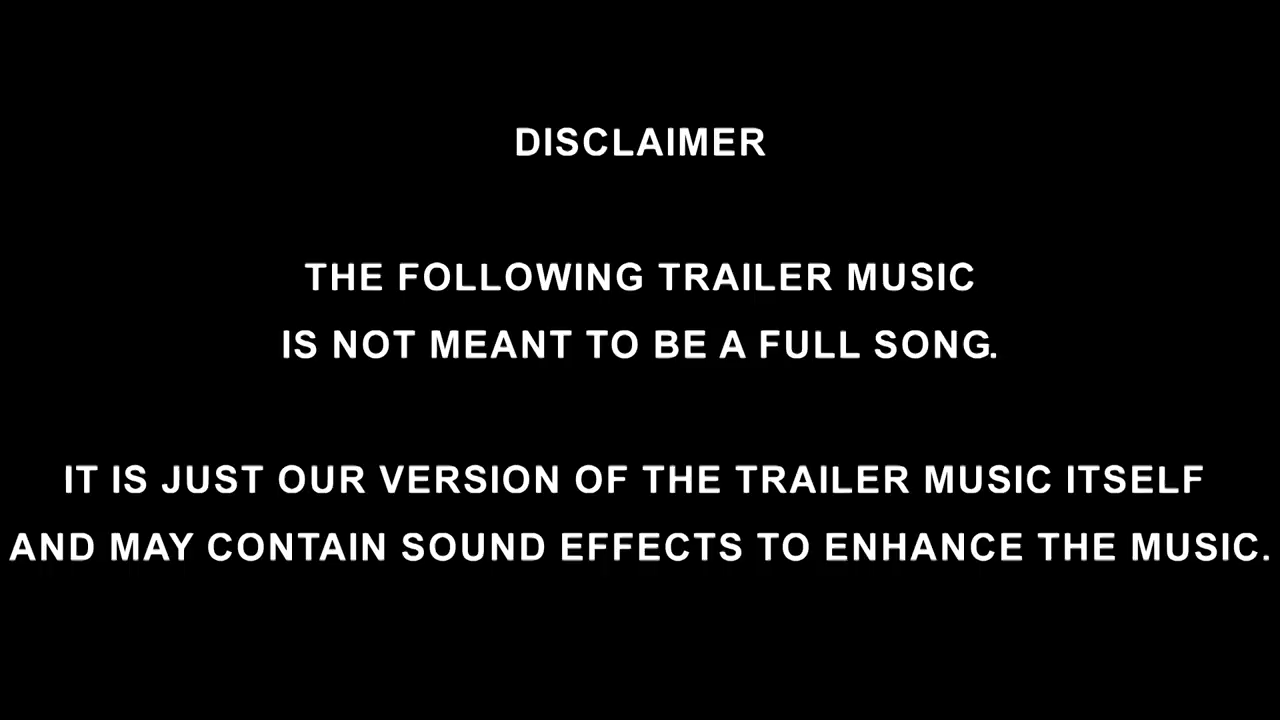 DISCLAIMER
THE FOLLOWING TRAILER MUSIC
IS NOT MEANT TO BE A FULL SONG.
IT IS JUST OUR VERSION OF THE TRAILER MUSIC ITSELF
AND MAY CONTAIN SOUND EFFECTS TO ENHANCE THE MUSIC.